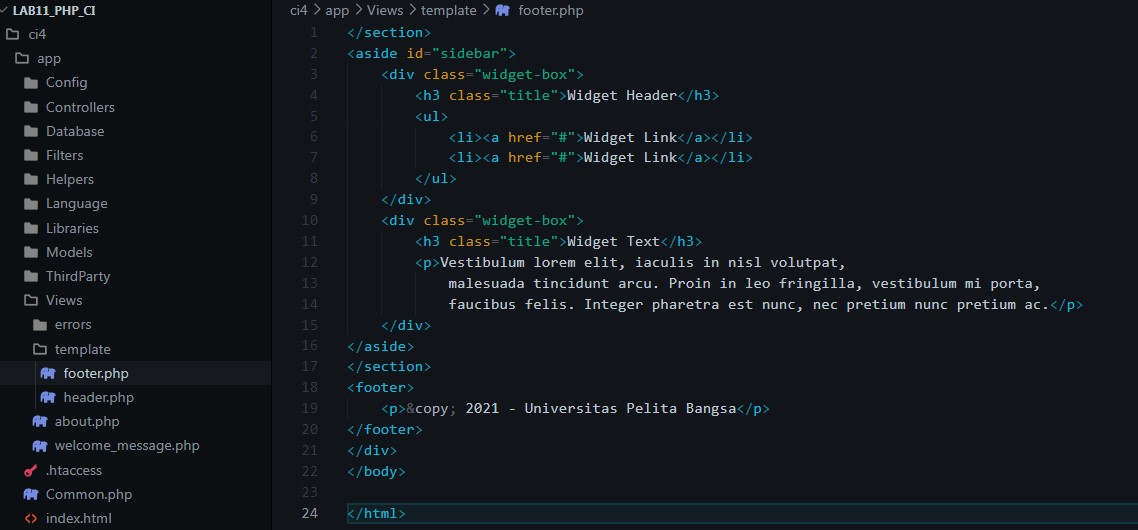 LAB11_PHP_CI
ci4
app
Config
Controllers
Database
Filters
Helpers
Language
Libraries
Models
ThirdParty
Views
errors
template
footer.php
header.php
about.php
welcome_message.php
.htaccess
Common.php
index.html
ci4 > app > Views > template > footer.php
1 </section>
2 <aside id="sidebar">
3 <div class="widget-box">
4 <h3 class="title">Widget Header</h3>
5 <ul>
6 <li><a href="#">Widget Link</a></li>
7 <li><a href="#">Widget Link</a></li>
8 </ul>
9 </div>
10 <div class="widget-box">
11 <h3 class="title">Widget Text</h3>
12 <p>Vestibulum lorem elit, iaculis in nisl volutpat,
13 malesuada tincidunt arcu. Proin in leo fringilla, vestibulum mi porta,
14 faucibus felis. Integer pharetra est nunc, nec pretium nunc pretium ac.</p>
15 </div>
16 </aside>
17 </section>
18 <footer>
19 <p>&copy; 2021 - Universitas Pelita Bangsa</p>
20 </footer>
21 </div>
22 </body>
23
24 </html>